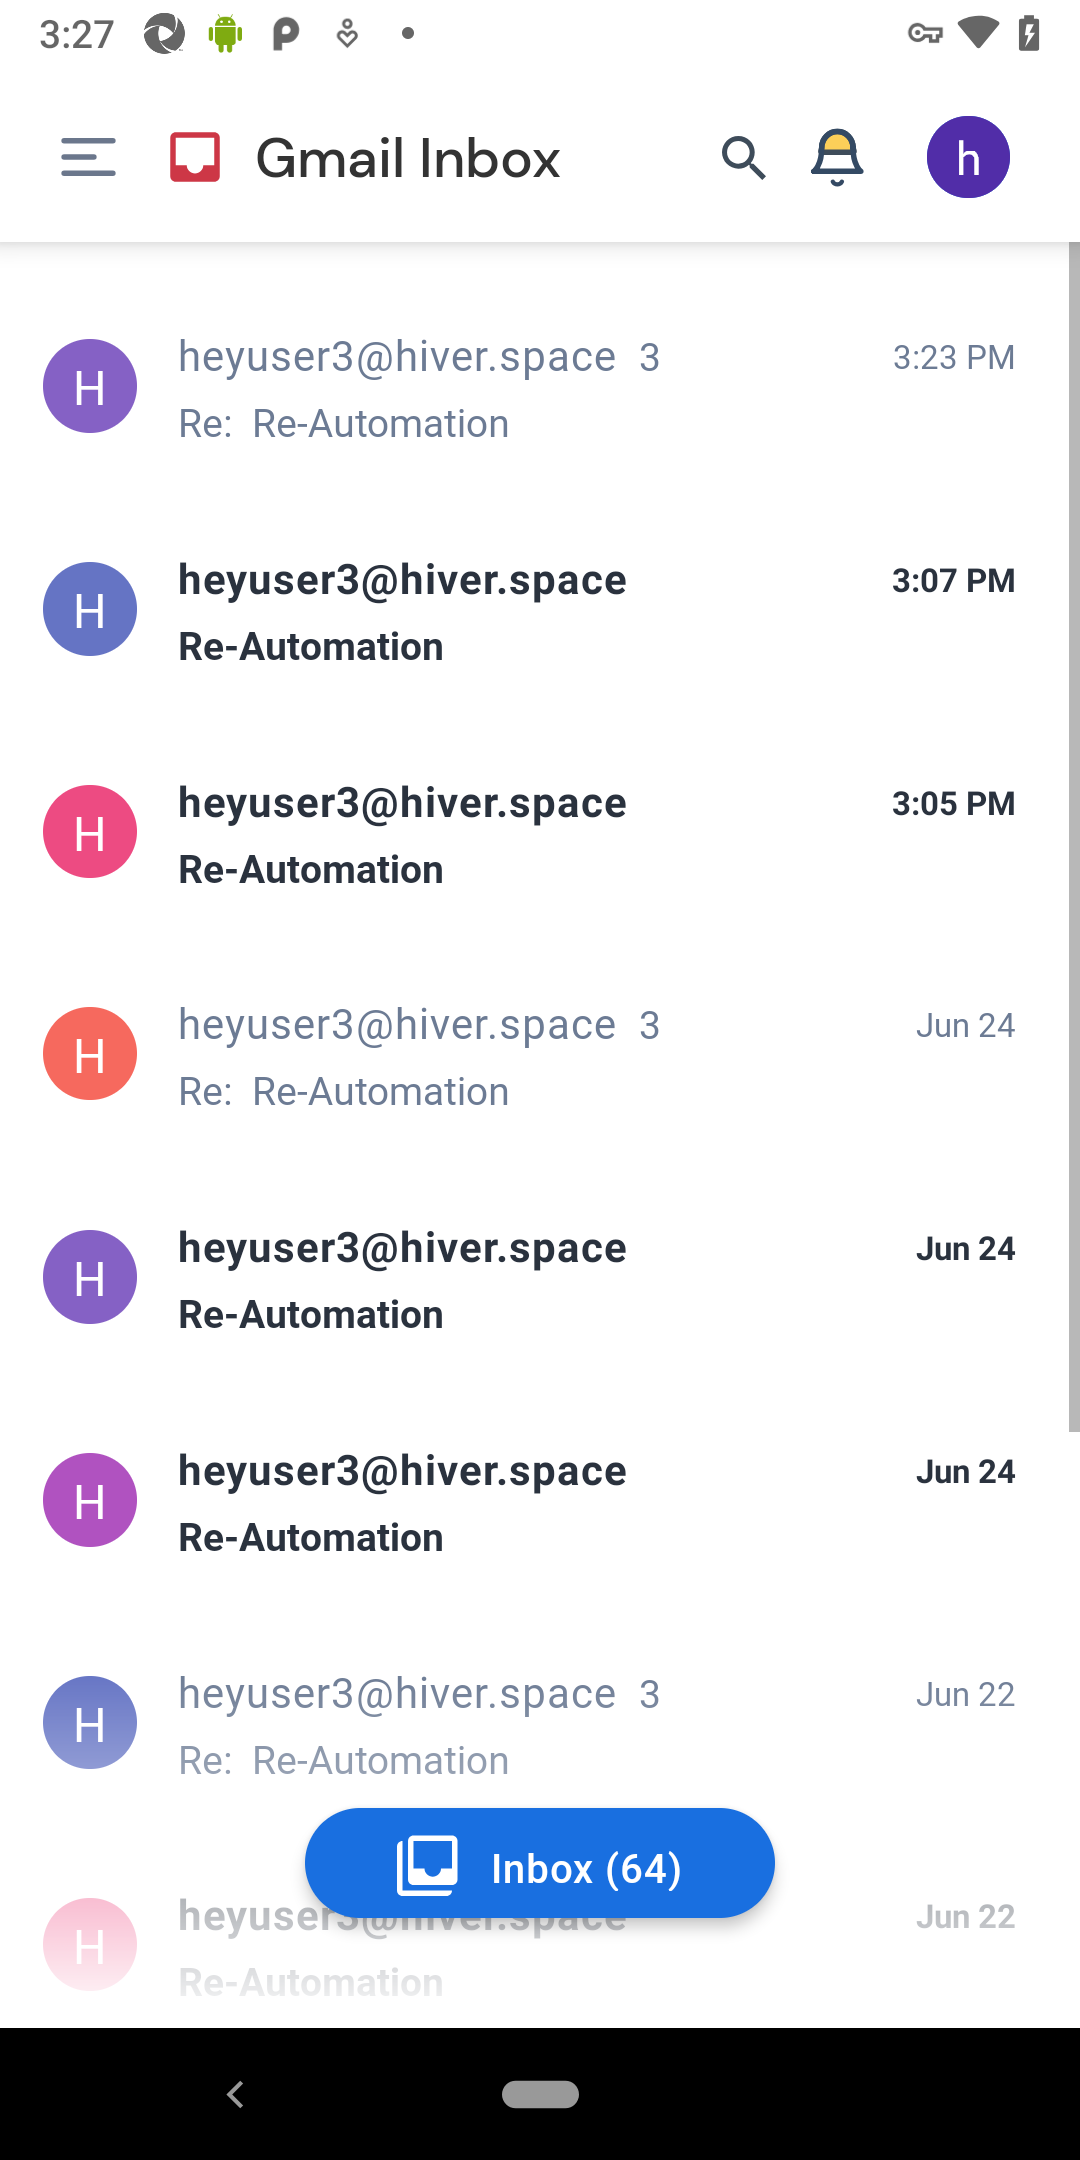 3:27
Gmail Inbox
h
H
heyuser3@hiver.space 3
3:23 PM
Re: Re-Automation
H
heyuser3@hiver.space
3:07 PM
Re-Automation
H
heyuser3@hiver.space
3:05 PM
Re-Automation
H
heyuser3@hiver.space 3
Jun 24
Re: Re-Automation
H
heyuser3@hiver.space
Jun 24
Re-Automation
H
heyuser3@hiver.space
Jun 24
Re-Automation
H
heyuser3@hiver.space 3
Jun 22
Re: Re-Automation
Inbox (64)
H
heyuser3@hiver.space
Jun 22
Re-Automation